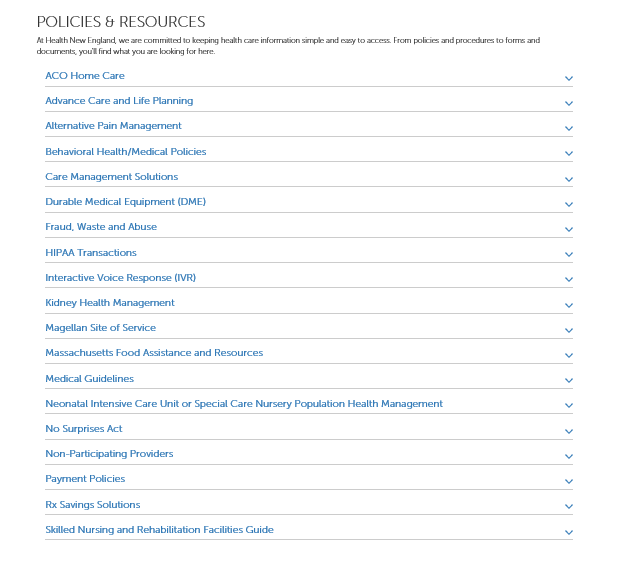 POLICIES & RESOURCES
At Health New England, we are committed to keeping health care information simple and easy to access. From policies and procedures to forms and
documents, you'll find what you are looking for here.
ACO Home Care
Advance Care and Life Planning
Alternative Pain Management
Behavioral Health/Medical Policies
Care Management Solutions
Durable Medical Equipment (DME)
Fraud, Waste and Abuse
HIPAA Transactions
Interactive Voice Response (IVR)
Kidney Health Management
Magellan Site of Service
Massachusetts Food Assistance and Resources
Medical Guidelines
Neonatal Intensive Care Unit or Special Care Nursery Population Health Management
No Surprises Act
Non-Participating Providers
Payment Policies
Rx Savings Solutions
Skilled Nursing and Rehabilitation Facilities Guide